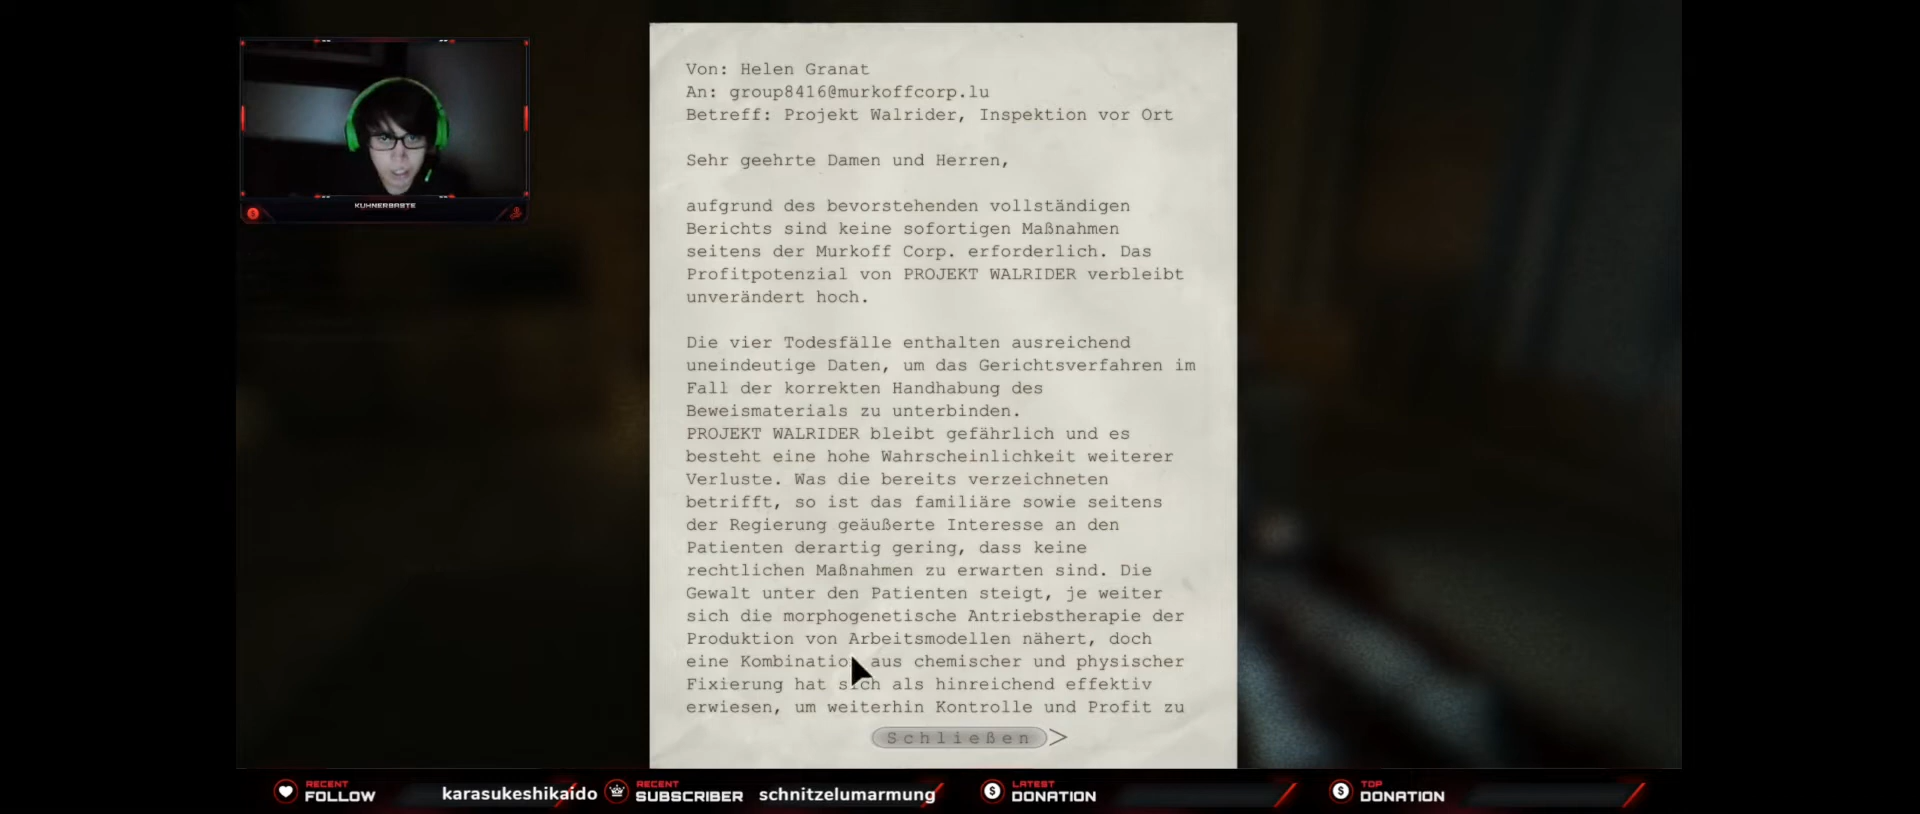 Von: Helen Granat
An: group8416@murkoffcorp.lu
Betreff: Projekt Walrider, Inspektion vor Ort
Sehr geehrte Damen und Herren,
aufgrund des bevorstehenden vollständigen
Berichts sind keine sofortigen Maßnahmen
seitens der Murkoff Corp. erforderlich. Das
Profitpotenzial von PROJEKT WALRIDER verbleibt
unverändert hoch.
Die vier Todesfälle enthalten ausreichend
uneindeutige Daten, um das Gerichtsverfahren im
Fall der korrekten Handhabung des
Beweismaterials zu unterbinden.
PROJEKT WALRIDER bleibt gefährlich und es
besteht eine hohe Wahrscheinlichkeit weiterer
Verluste. Was die bereits verzeichneten
betrifft, so ist das familiäre sowie seitens
der Regierung geäußerte Interesse an den
Patienten derartig gering, dass keine
rechtlichen Maßnahmen zu erwarten sind. Die
Gewalt unter den Patienten steigt, je weiter
sich die morphogenetische Antriebstherapie der
Produktion von Arbeitsmodellen nähert, doch
eine Kombination aus chemischer und physischer
Fixierung hat sich als hinreichend effektiv
erwiesen, um weiterhin Kontrolle und Profit zu
Schließen >
KUHNERBASTE
RECENT FOLLOW karasukeshikaido
RECENT SUBSCRIBER schnitzelumarmung
LATEST DONATION
TOP DONATION